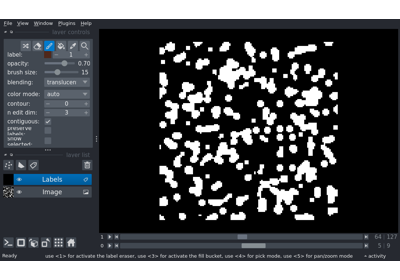 File View Window Plugins Help
layer controls
label: 1
opacity: 0.70
brush size: 15
blending: translucen
color mode: auto
contour: 0
n edit dim: 3
contiguous:
preserve
labels:
show
selected:
layer list
Labels
Image
1 64 127
0 5 9
Ready use <1> for activate the label eraser, use <2> for activate the fill bucket, use <4> for pick mode, use <5> for pan/zoom mode activity